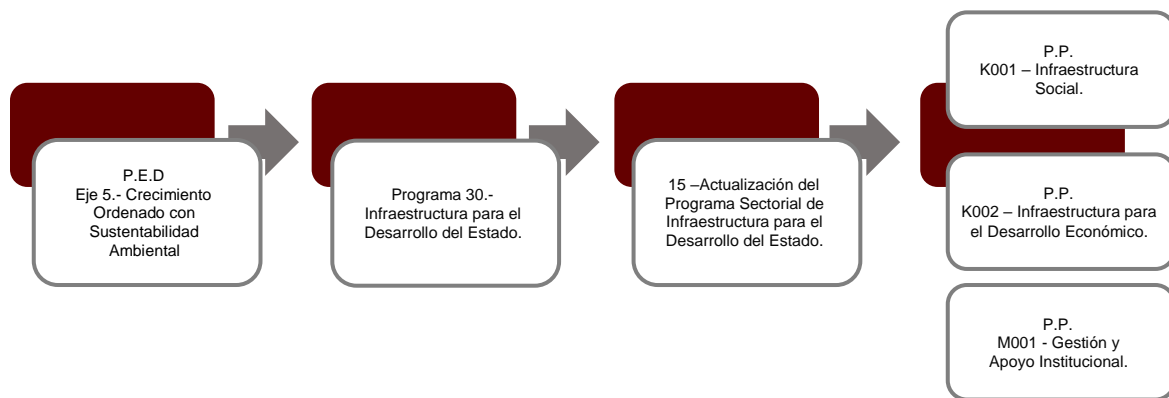 P.E.D
Eje 5.- Crecimiento
Ordenado con
Sustentabilidad
Ambiental
Programa 30.-
Infraestructura para el
Desarrollo del Estado.
15 –Actualización del
Programa Sectorial de
Infraestructura para el
Desarrollo del Estado.
P.P.
K001 – Infraestructura
Social.
P.P.
K002 – Infraestructura para
el Desarrollo Económico.
P.P.
M001 - Gestión y
Apoyo Institucional.